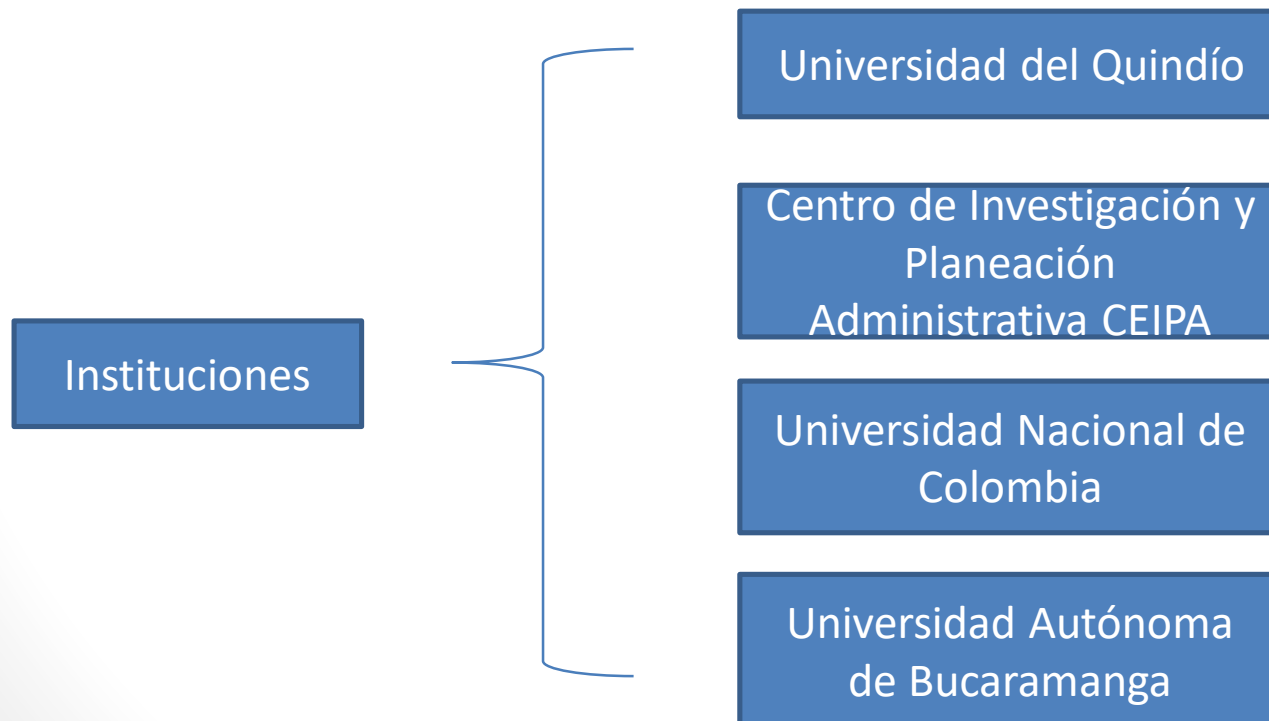 Instituciones
Universidad del Quindío
Centro de Investigación y
Planeación
Administrativa CEIPA
Universidad Nacional de
Colombia
Universidad Autónoma
de Bucaramanga